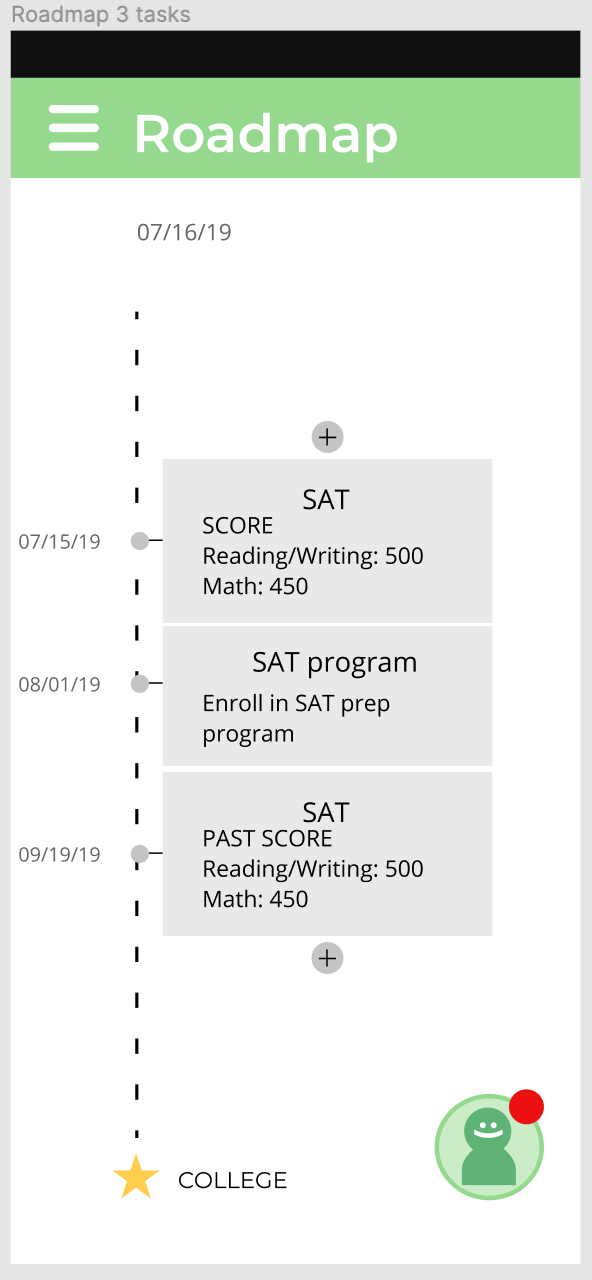 Roadmap 3 tasks
Roadmap
07/16/19
SAT
SCORE
07/15/19
Reading/Writing: 500
Math: 450
SAT program
08/01/19
Enroll in SAT prep
program
SAT
PAST SCORE
09/19/19
Reading/Writing: 500
Math: 450
COLLEGE